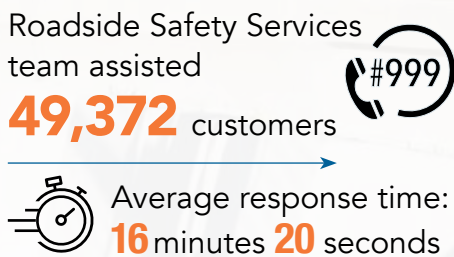 Roadside Safety Services
team assisted
#999
49,372 customers
Average response time:
16 minutes 20 seconds